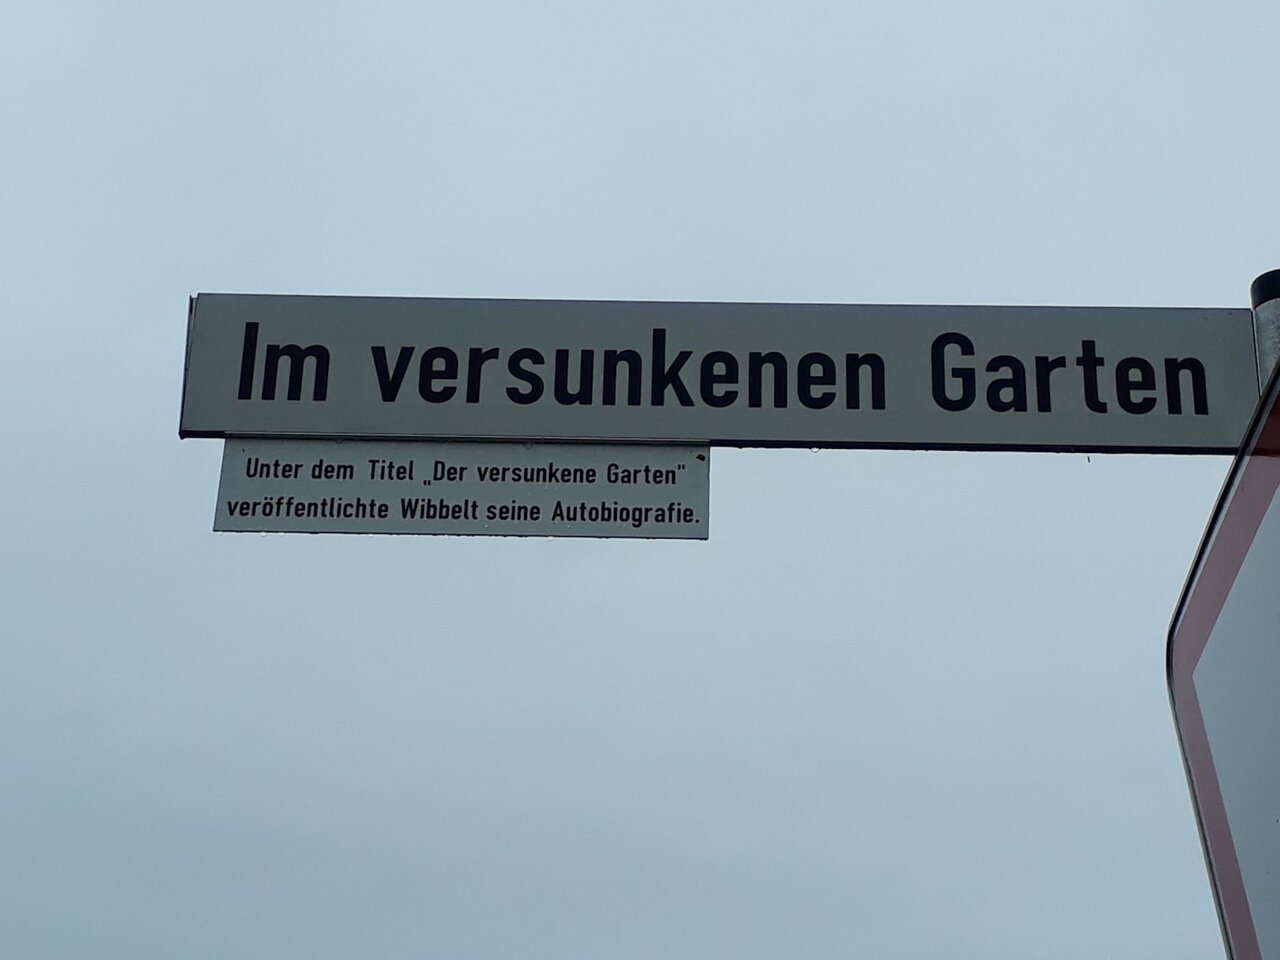 Im versunkenen Garten
Unter dem Titel „Der versunkene Garten"
veröffentlichte Wibbelt seine Autobiografie.